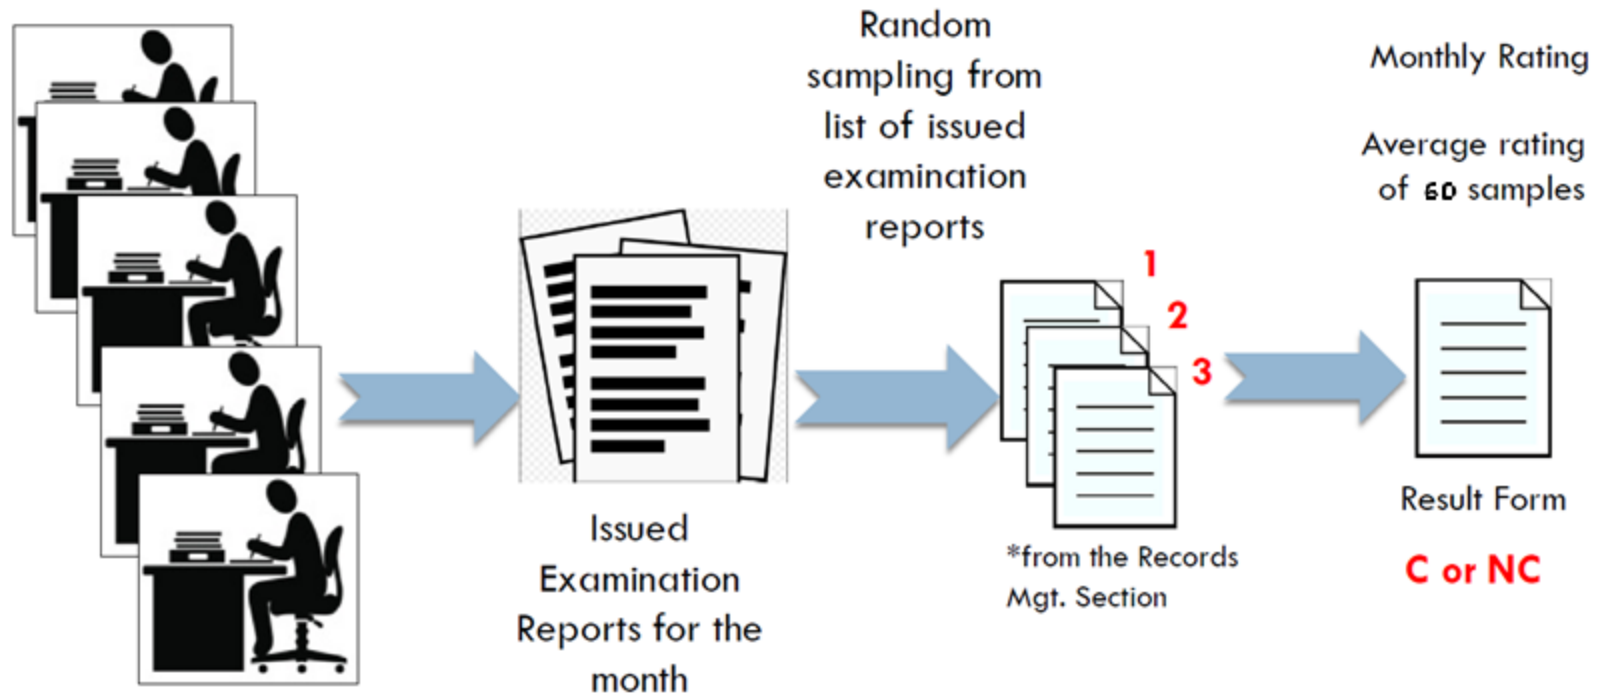 Random
sampling from
list of issued
examination
reports
Monthly Rating
Average rating
of 60 samples
1
2
3
Issued
Examination
Reports for the
month
*from the Records
Mgt. Section
Result Form
C or NC